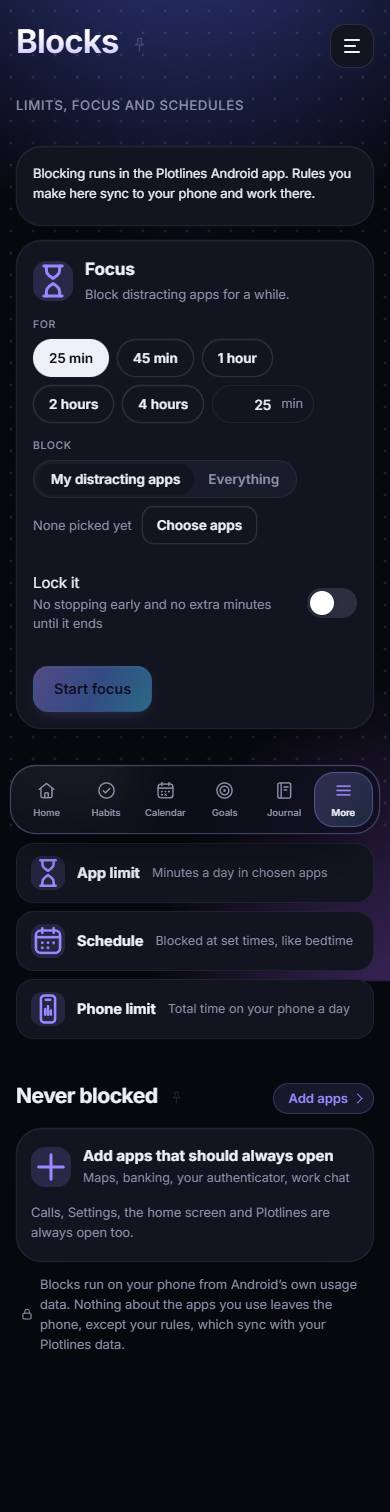 Blocks
LIMITS, FOCUS AND SCHEDULES
Blocking runs in the Plotlines Android app. Rules you
make here sync to your phone and work there.
Focus
Block distracting apps for a while.
FOR
25 min
45 min
1 hour
2 hours
4 hours
25 min
BLOCK
My distracting apps
Everything
None picked yet
Choose apps
Lock it
No stopping early and no extra minutes
until it ends
Start focus
Home
Habits
Calendar
Goals
Journal
More
App limit
Minutes a day in chosen apps
Schedule
Blocked at set times, like bedtime
Phone limit
Total time on your phone a day
Never blocked
Add apps
Add apps that should always open
Maps, banking, your authenticator, work chat
Calls, Settings, the home screen and Plotlines are
always open too.
Blocks run on your phone from Android’s own usage
data. Nothing about the apps you use leaves the
phone, except your rules, which sync with your
Plotlines data.